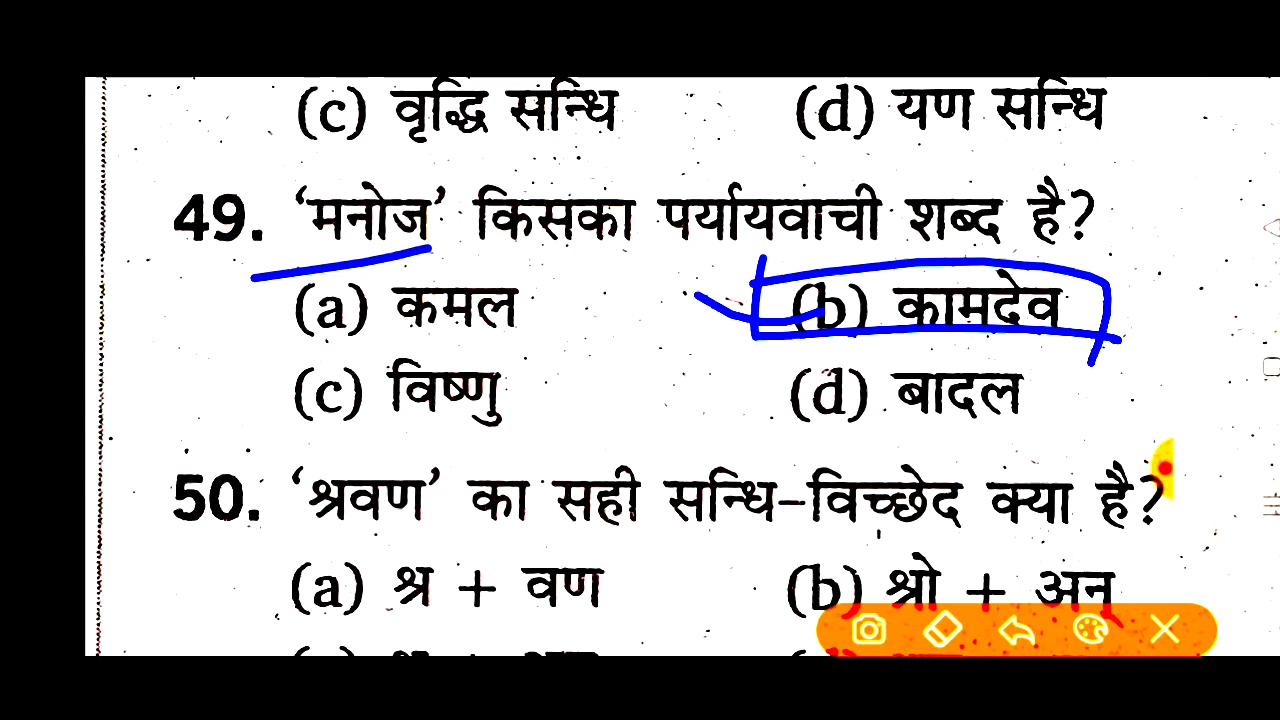 (c) वृद्धि सन्धि (d) यण सन्धि
49. ‘मनोज’ किसका पर्यायवाची शब्द है?
(a) कमल (b) कामदेव
(c) विष्णु (d) बादल
50. ‘श्रवण’ का सही सन्धि-विच्छेद क्या है?
(a) श्र + वण (b) श्रो + अन